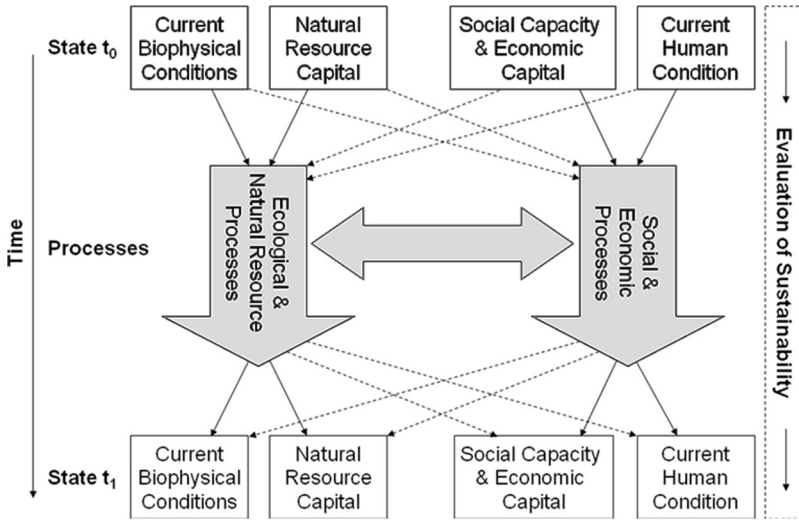 State t0
Current
Biophysical
Conditions
Natural
Resource
Capital
Social Capacity
& Economic
Capital
Current
Human
Condition
Time
Processes
Ecological &
Natural Resource
Processes
Social &
Economic
Processes
Evaluation of Sustainability
State t1
Current
Biophysical
Conditions
Natural
Resource
Capital
Social Capacity
& Economic
Capital
Current
Human
Condition